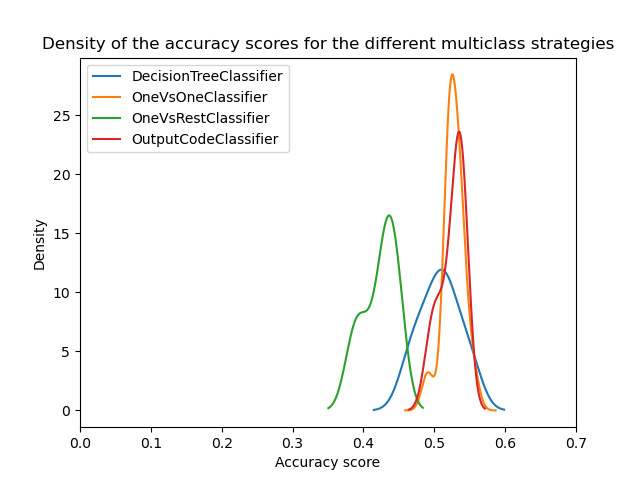 Density of the accuracy scores for the different multiclass strategies
DecisionTreeClassifier
OneVsOneClassifier
OneVsRestClassifier
OutputCodeClassifier
25
20
15
10
5
0
Density
0.0 0.1 0.2 0.3 0.4 0.5 0.6 0.7
Accuracy score